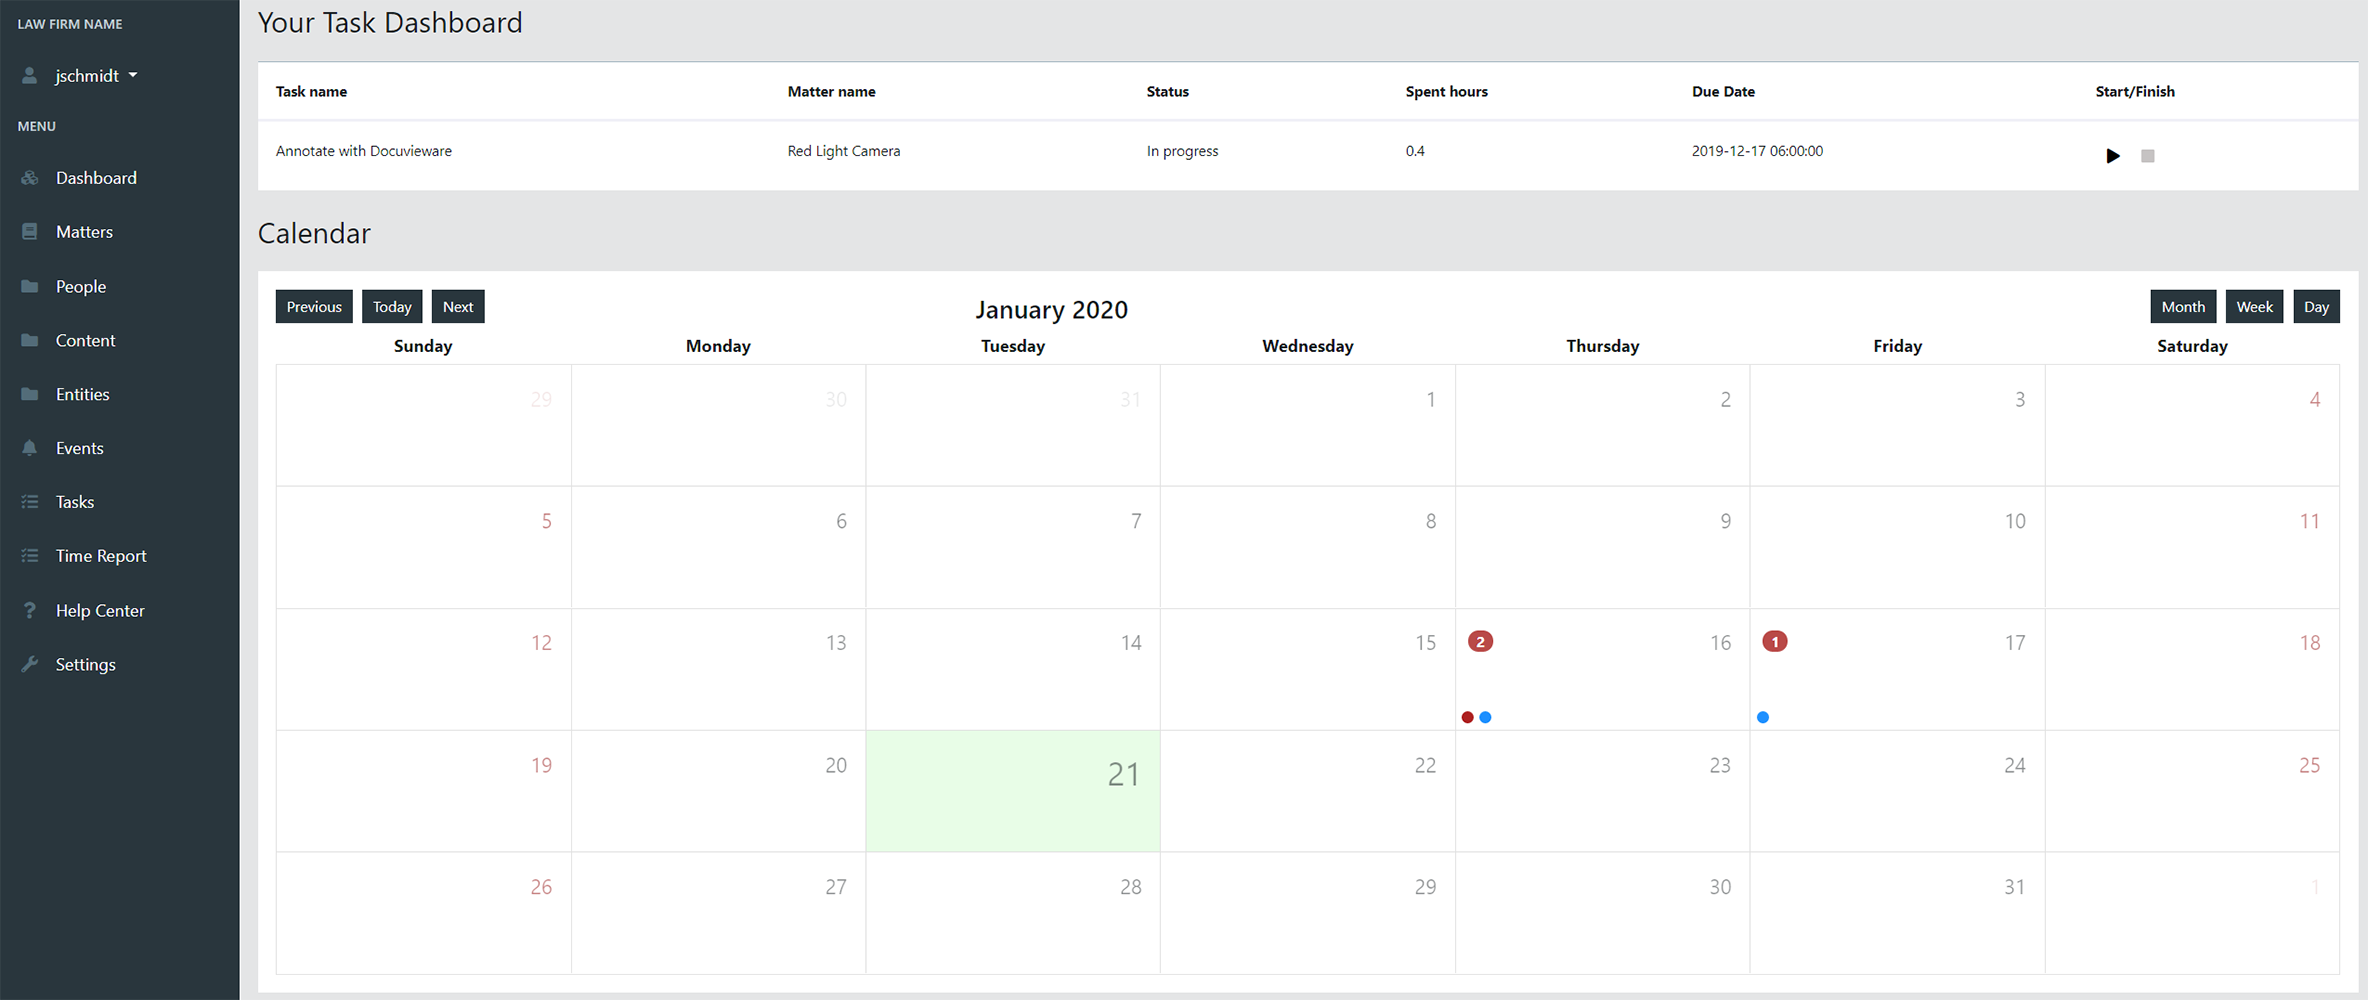 LAW FIRM NAME
jschmidt
MENU
Dashboard
Matters
People
Content
Entities
Events
Tasks
Time Report
Help Center
Settings
Your Task Dashboard
Task name Matter name Status Spent hours Due Date Start/Finish
Annotate with Docuvieware Red Light Camera In progress 0.4 2019-12-17 06:00:00
Calendar
Previous Today Next January 2020 Month Week Day
Sunday Monday Tuesday Wednesday Thursday Friday Saturday
29 30 31 1 2 3 4
5 6 7 8 9 10 11
12 13 14 15 2 16 1 17 18
19 20 21 22 23 24 25
26 27 28 29 30 31 1